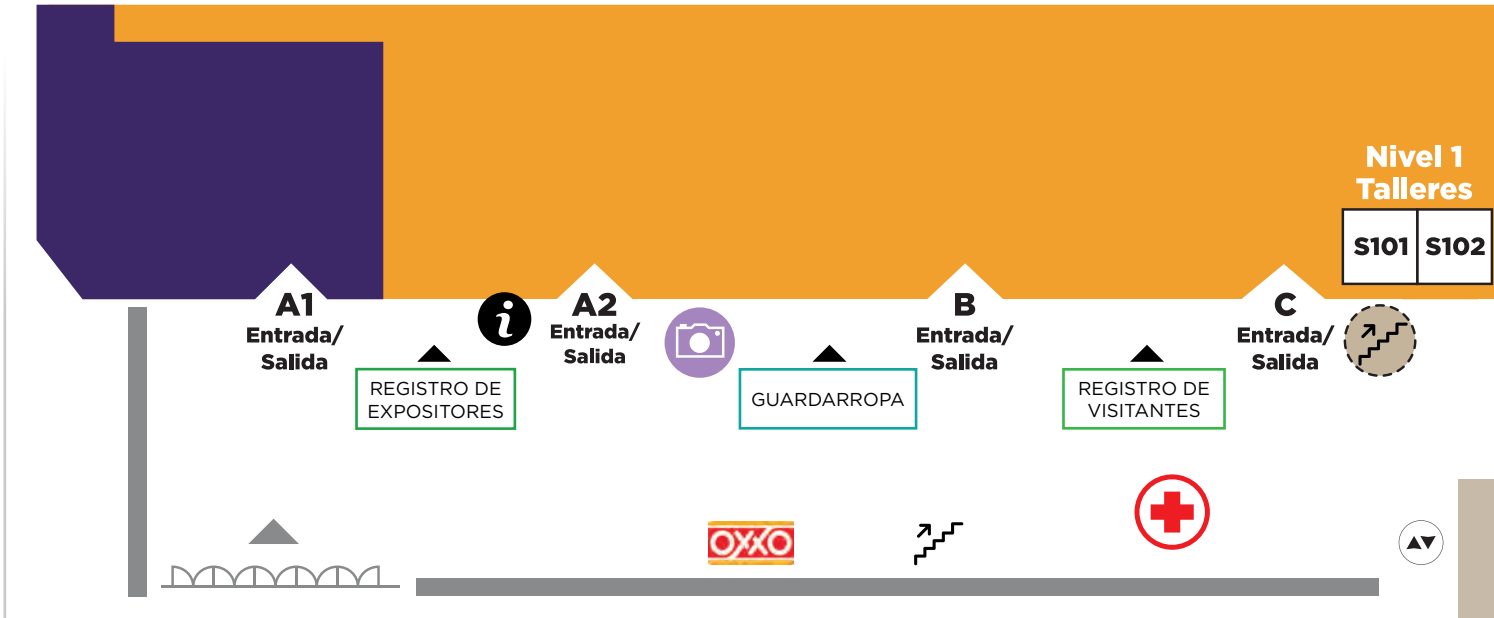 Nivel 1
Talleres
S101 S102
A1
Entrada/
Salida
i
A2
Entrada/
Salida
B
Entrada/
Salida
C
Entrada/
Salida
REGISTRO DE
EXPOSITORES
GUARDARROPA
REGISTRO DE
VISITANTES
OXXO